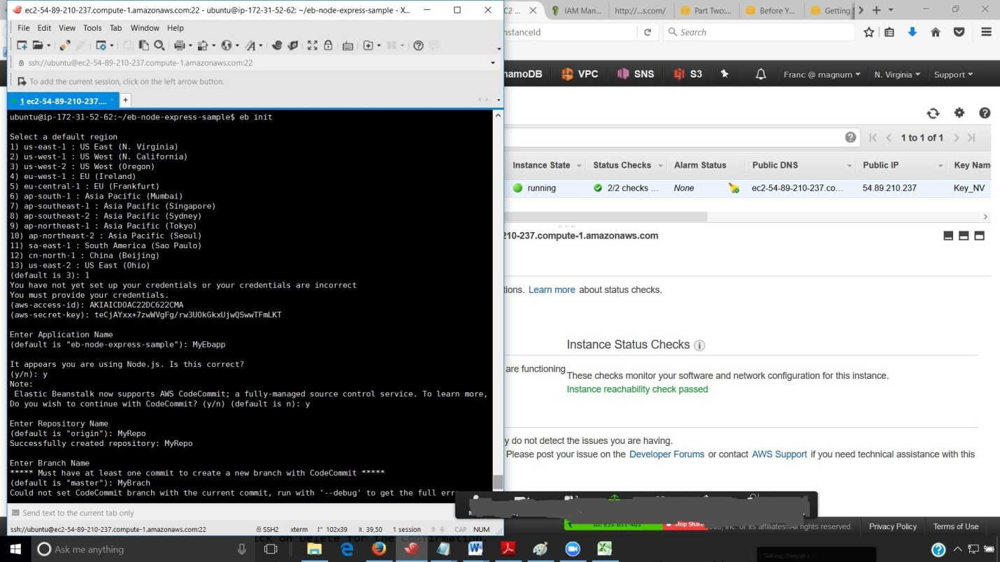 ec2-54-89-210-237.compute-1.amazonaws.com:22 - ubuntu@ip-172-31-52-62: ~/eb-node-express-sample - X...
File Edit View Tools Tab Window Help
ssh://ubuntu@ec2-54-89-210-237.compute-1.amazonaws.com:22
To add the current session, click on the left arrow button.
1 ec2-54-89-210-237....
ubuntu@ip-172-31-52-62:~/eb-node-express-sample$ eb init
Select a default region
1) us-east-1 : US East (N. Virginia)
2) us-west-1 : US West (N. California)
3) us-west-2 : US West (Oregon)
4) eu-west-1 : EU (Ireland)
5) eu-central-1 : EU (Frankfurt)
6) ap-south-1 : Asia Pacific (Mumbai)
7) ap-southeast-1 : Asia Pacific (Singapore)
8) ap-southeast-2 : Asia Pacific (Sydney)
9) ap-northeast-1 : Asia Pacific (Tokyo)
10) ap-northeast-2 : Asia Pacific (Seoul)
11) sa-east-1 : South America (Sao Paulo)
12) cn-north-1 : China (Beijing)
13) us-east-2 : US East (Ohio)
(default is 3): 1
You have not yet set up your credentials or your credentials are incorrect
You must provide your credentials.
(aws-access-id): AKIAICDOAC22DC622CMA
(aws-secret-key): teCjAYxx+7zwWVgFg/rw3UOkGkxUjwQSwwTFmLKT
Enter Application Name
(default is "eb-node-express-sample"): MyEbapp
It appears you are using Node.js. Is this correct?
(y/n): y
Note:
Elastic Beanstalk now supports AWS CodeCommit; a fully-managed source control service. To learn more,
Do you wish to continue with CodeCommit? (y/n) (default is n): y
Enter Repository Name
(default is "origin"): MyRepo
Successfully created repository: MyRepo
Enter Branch Name
***** Must have at least one commit to create a new branch with CodeCommit *****
(default is "master"): MyBrach
Could not set CodeCommit branch with the current commit, run with '--debug' to get the full
Send text to the current tab only
ssh://ubuntu@ec2-54-89-210-237.compute-1.amazonaws.com:22 SSH2 xterm 102x39 39,50 1 session CAP NUM
C2 ... IAM Man... http://...s.com/ Part Two:... Before Y... Getting
nstanceId
Search
namoDB VPC SNS S3 Franc @ magnum N. Virginia Support
1 to 1 of 1
Instance State Status Checks Alarm Status Public DNS Public IP Key Nam
running 2/2 checks ... None ec2-54-89-210-237.co... 54.89.210.237 Key_NV
210-237.compute-1.amazonaws.com
tions. Learn more about status checks.
Instance Status Checks
are functioning
These checks monitor your software and network configuration for this instance.
Instance reachability check passed
y do not detect the issues you are having.
Please post your issue on the Developer Forums or contact AWS Support if you need technical assistance with this
Stop Share
or its affiliates. All rights reserved. Privacy Policy Terms of Use
ick on Delete for the Confirmation.
Ask me anything